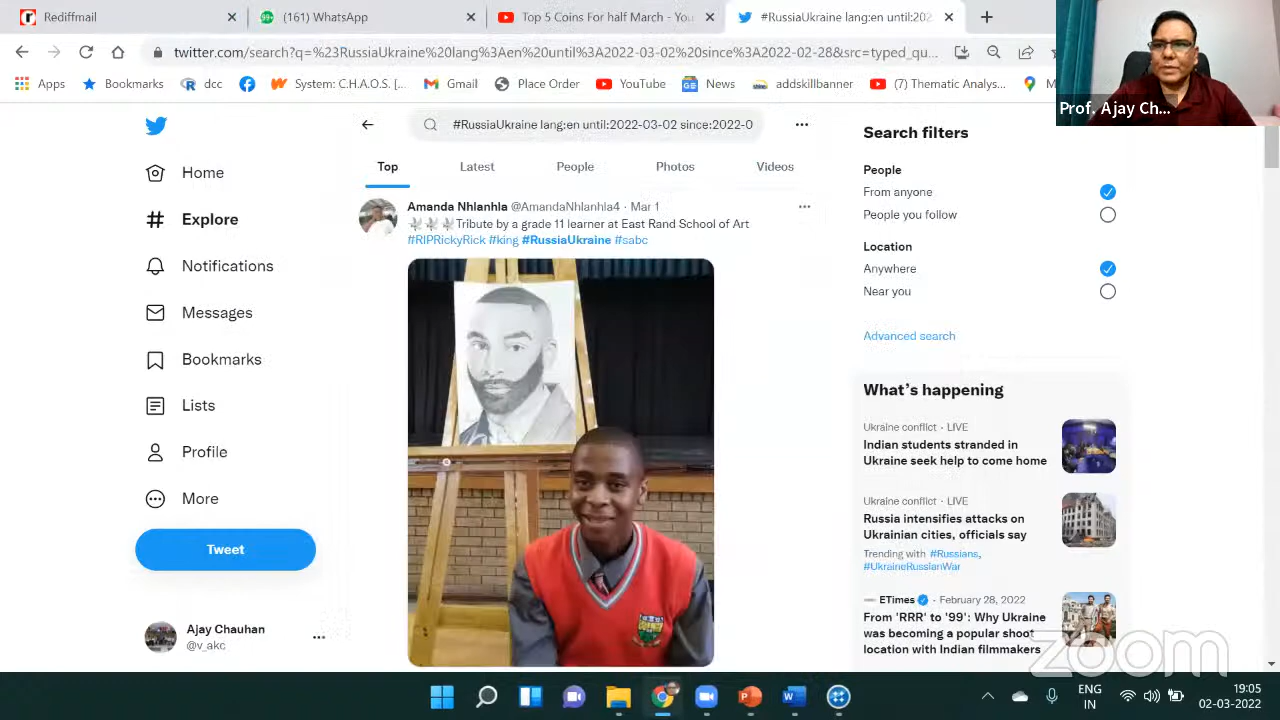 Rediffmail
(161) WhatsApp
Top 5 Coins For half March - You
#RussiaUkraine lang:en until:202
twitter.com/search?q=%23RussiaUkraine%20lang%3Aen%20until%3A2022-03-02%20since%3A2022-02-28&src=typed_qu...
Apps
Bookmarks
dcc
System: C.H.A.O.S. [...
Gm
Place Order
YouTube
News
addskillbanner
(7) Thematic Analys...
M
Prof. Ajay Ch...
#RussiaUkraine lang:en until:2022-03-02 since:2022-0
Top
Latest
People
Photos
Videos
Home
Explore
Notifications
Messages
Bookmarks
Lists
Profile
More
Tweet
Ajay Chauhan
@v_akc
Amanda Nhlanhla @AmandaNhlanhla4 · Mar 1
Tribute by a grade 11 learner at East Rand School of Art
#RIPRickyRick #king #RussiaUkraine #sabc
Search filters
People
From anyone
People you follow
Location
Anywhere
Near you
Advanced search
What's happening
Ukraine conflict · LIVE
Indian students stranded in
Ukraine seek help to come home
Ukraine conflict · LIVE
Russia intensifies attacks on
Ukrainian cities, officials say
Trending with #Russians,
#UkraineRussianWar
ETimes · February 28, 2022
From 'RRR' to '99': Why Ukraine
was becoming a popular shoot
location with Indian filmmakers
zoom
ENG
IN
19:05
02-03-2022